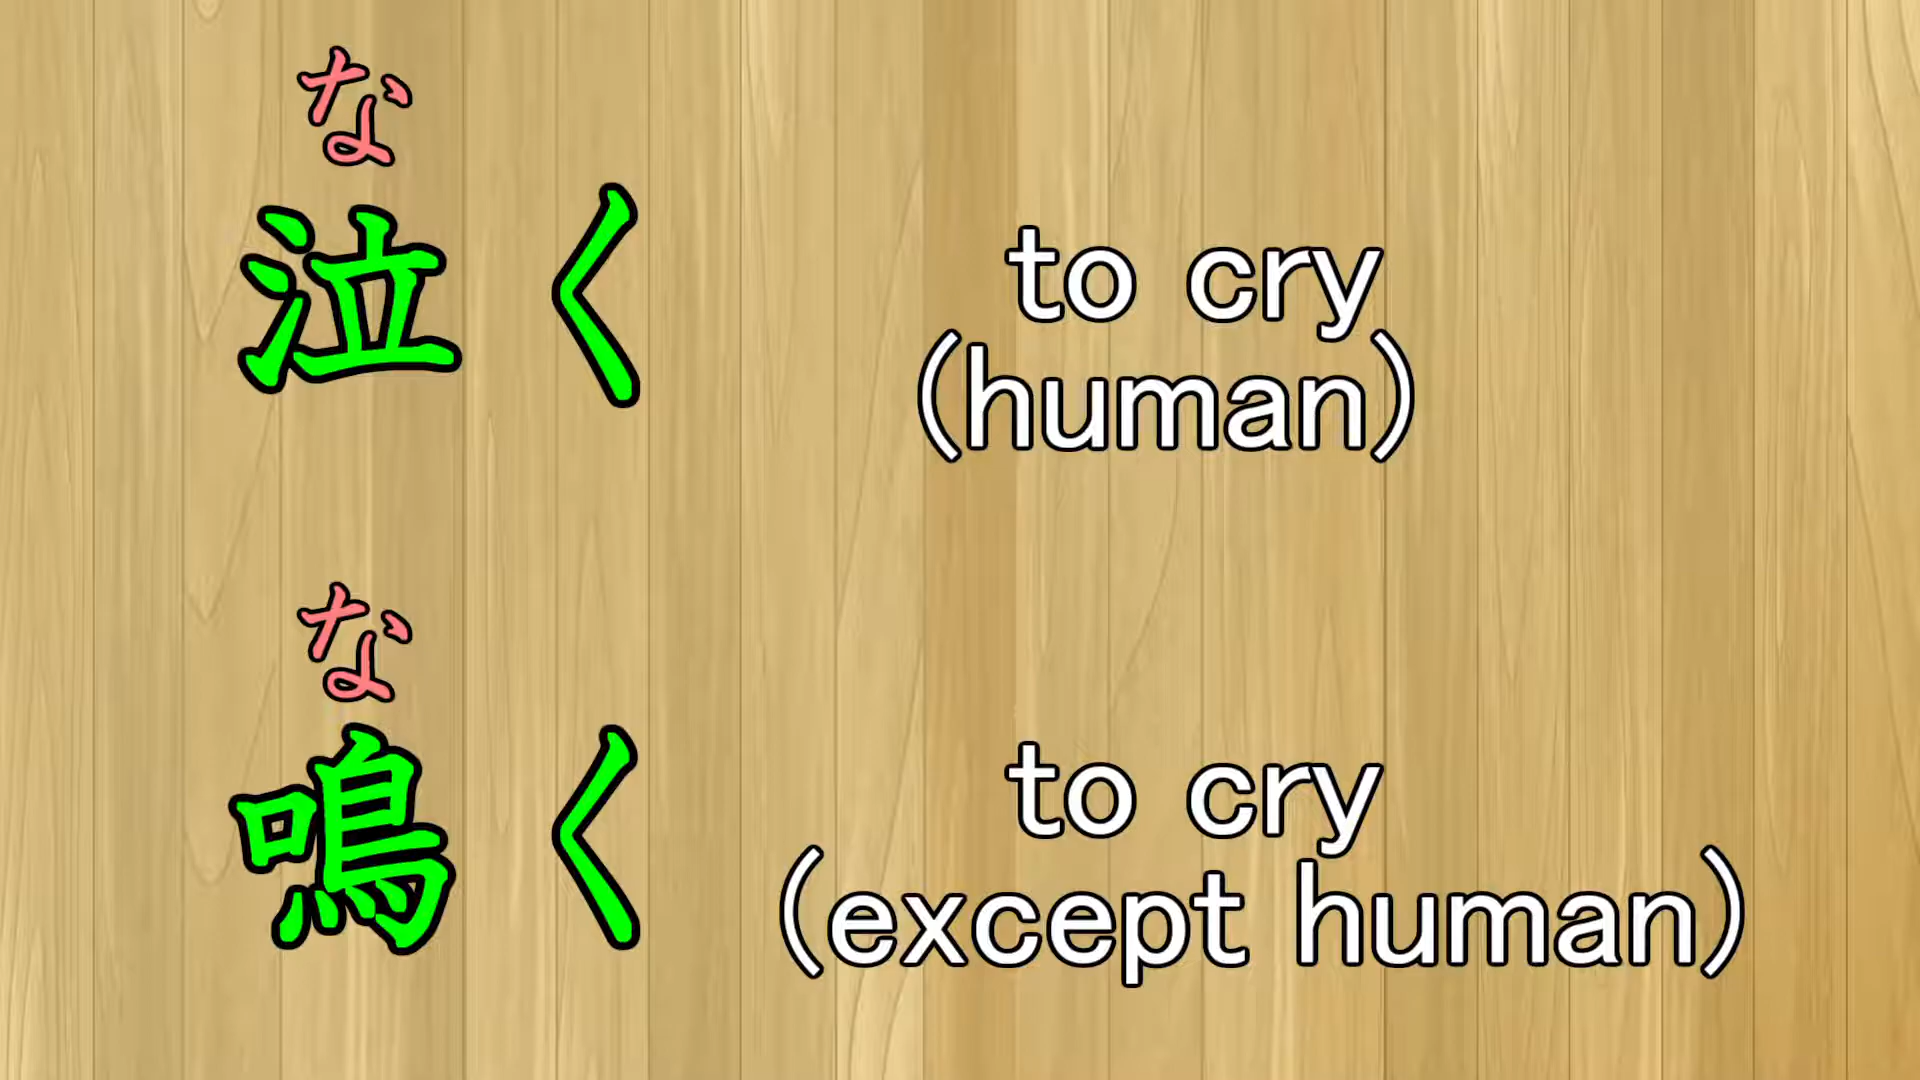 な
泣く
to cry
(human)
な
鳴く
to cry
(except human)